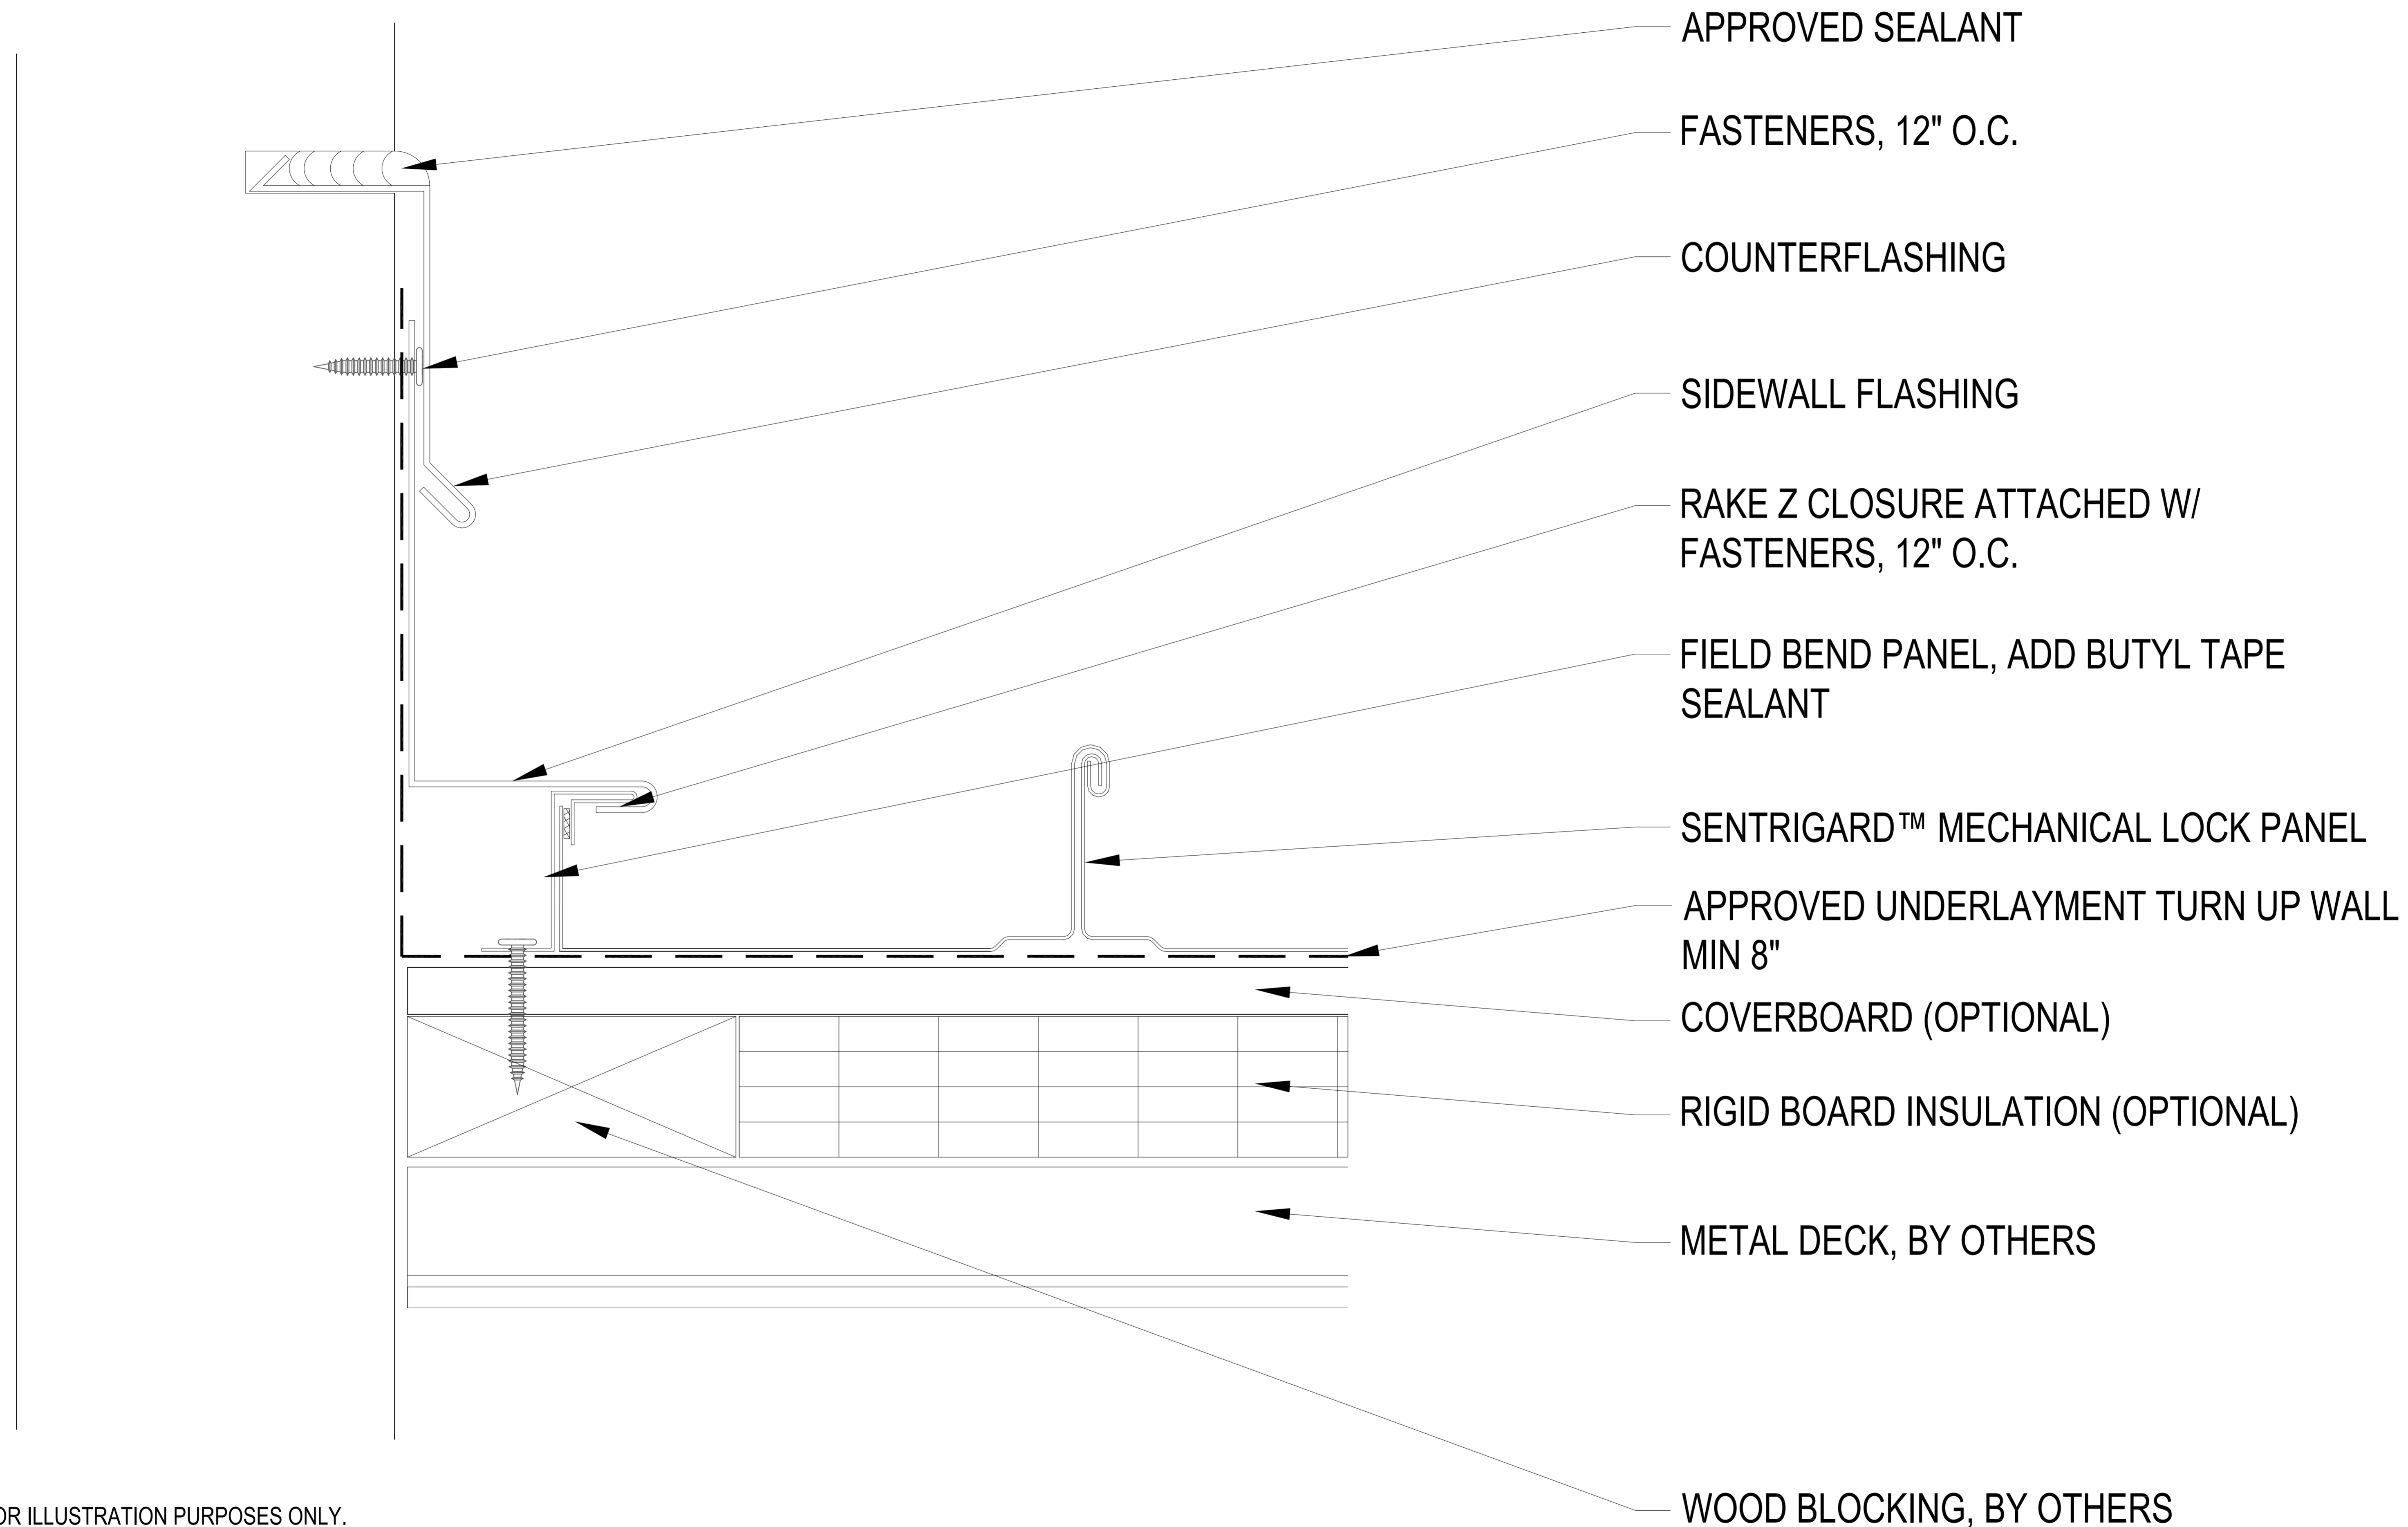 APPROVED SEALANT
FASTENERS, 12" O.C.
COUNTERFLASHING
SIDEWALL FLASHING
RAKE Z CLOSURE ATTACHED W/
FASTENERS, 12" O.C.
FIELD BEND PANEL, ADD BUTYL TAPE
SEALANT
SENTRIGARD™ MECHANICAL LOCK PANEL
APPROVED UNDERLAYMENT TURN UP WALL
MIN 8"
COVERBOARD (OPTIONAL)
RIGID BOARD INSULATION (OPTIONAL)
METAL DECK, BY OTHERS
WOOD BLOCKING, BY OTHERS
ILLUSTRATION PURPOSES ONLY.